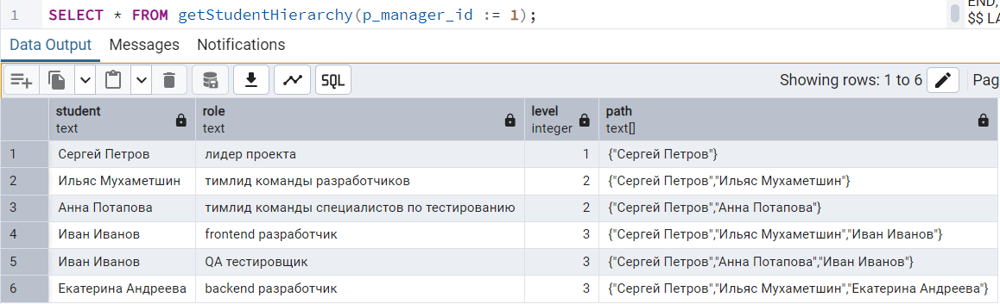 1 SELECT * FROM getStudentHierarchy(p_manager_id := 1);
END;
$$ LA
Data Output Messages Notifications
SQL Showing rows: 1 to 6 Pag
student role level path
text text integer text[]
1 Сергей Петров лидер проекта 1 {"Сергей Петров"}
2 Ильяс Мухаметшин тимлид команды разработчиков 2 {"Сергей Петров","Ильяс Мухаметшин"}
3 Анна Потапова тимлид команды специалистов по тестированию 2 {"Сергей Петров","Анна Потапова"}
4 Иван Иванов frontend разработчик 3 {"Сергей Петров","Ильяс Мухаметшин","Иван Иванов"}
5 Иван Иванов QA тестировщик 3 {"Сергей Петров","Анна Потапова","Иван Иванов"}
6 Екатерина Андреева backend разработчик 3 {"Сергей Петров","Ильяс Мухаметшин","Екатерина Андреева"}